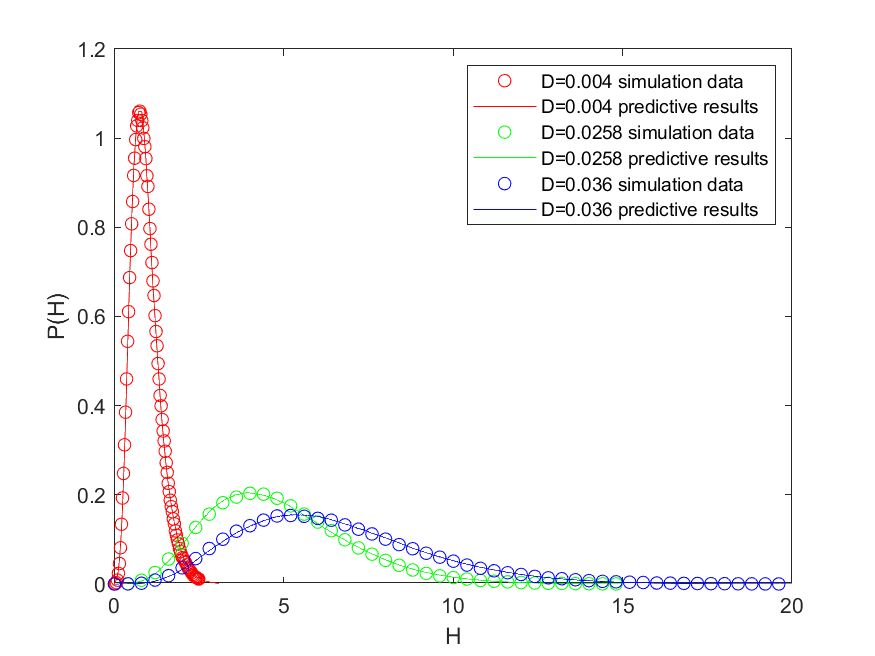 1.2
1
0.8
0.6
0.4
0.2
0
P(H)
D=0.004 simulation data
D=0.004 predictive results
D=0.0258 simulation data
D=0.0258 predictive results
D=0.036 simulation data
D=0.036 predictive results
0 5 10 15 20
H